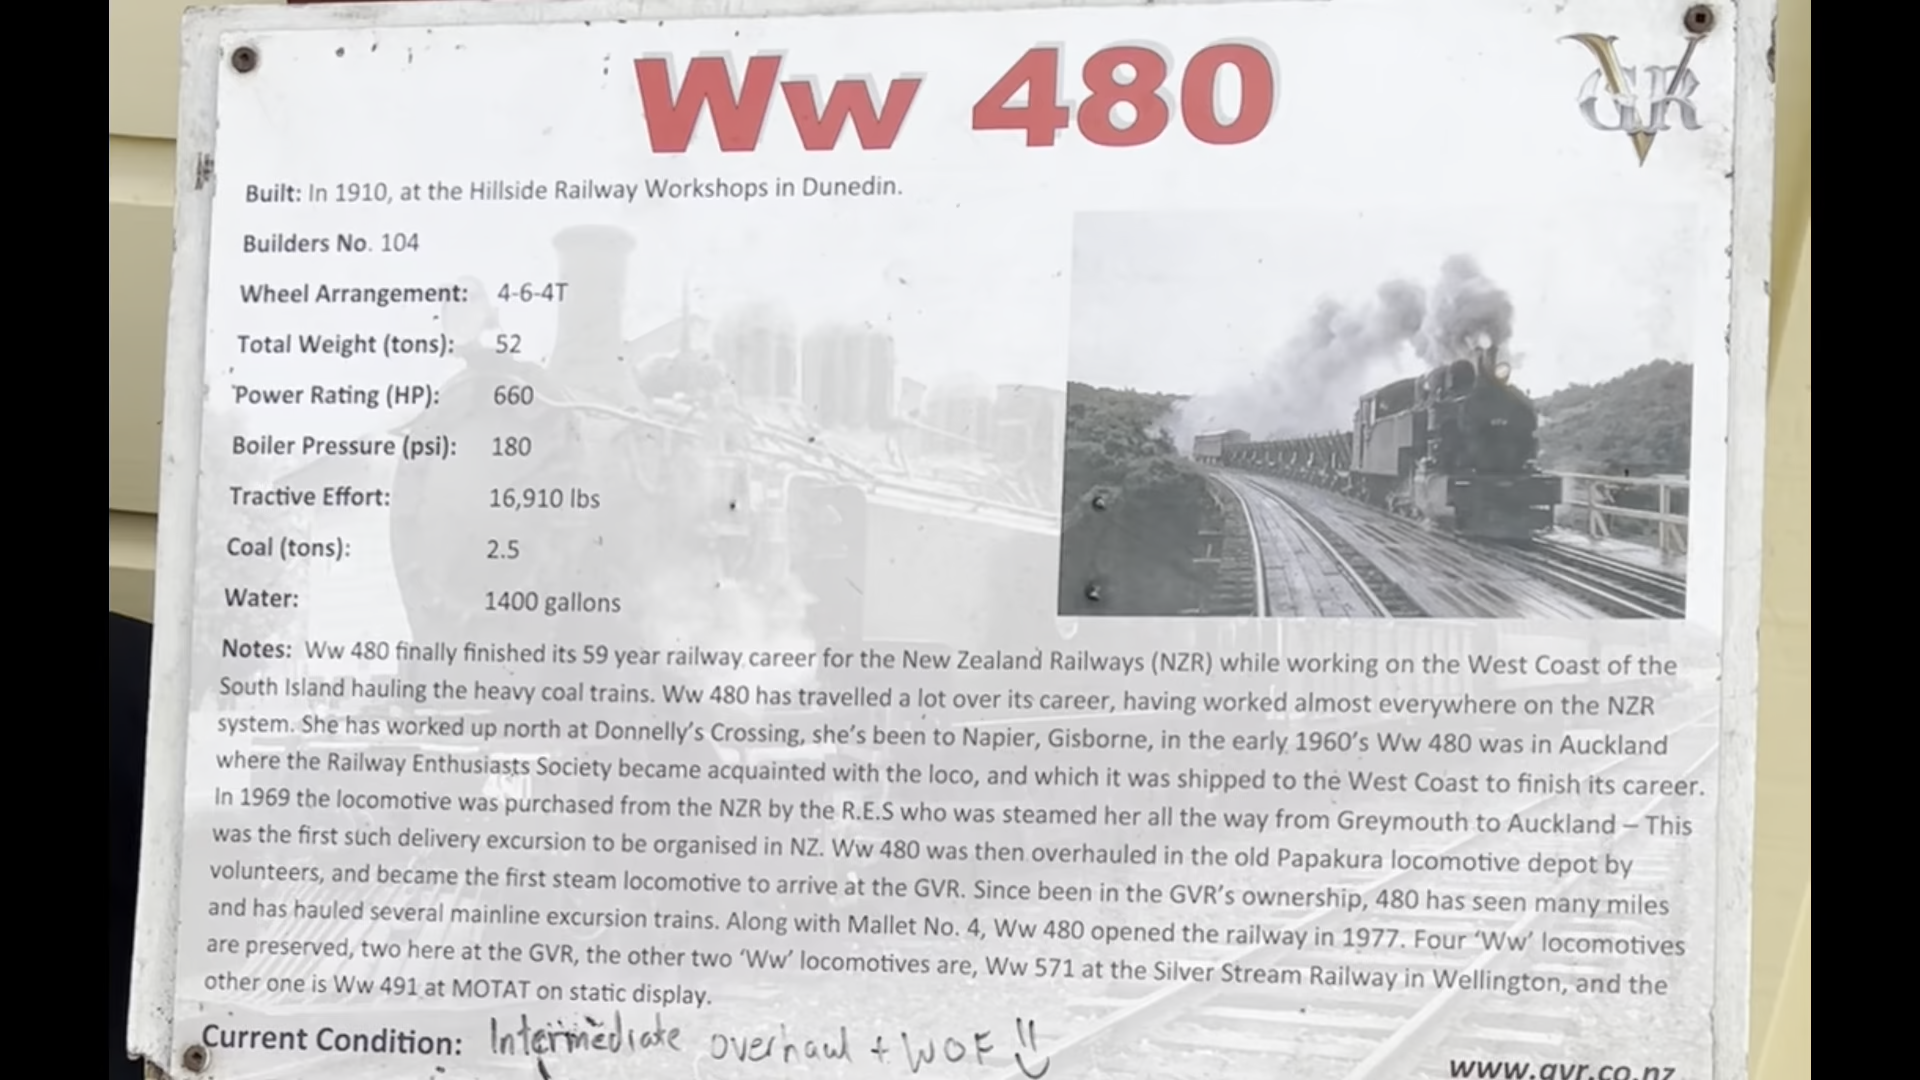 Ww 480
VGR
Built: In 1910, at the Hillside Railway Workshops in Dunedin.
Builders No. 104
Wheel Arrangement: 4-6-4T
Total Weight (tons): 52
Power Rating (HP): 660
Boiler Pressure (psi): 180
Tractive Effort: 16,910 lbs
Coal (tons): 2.5
Water: 1400 gallons
Notes: Ww 480 finally finished its 59 year railway career for the New Zealand Railways (NZR) while working on the West Coast of the
South Island hauling the heavy coal trains. Ww 480 has travelled a lot over its career, having worked almost everywhere on the NZR
system. She has worked up north at Donnelly's Crossing, she's been to Napier, Gisborne, in the early 1960's Ww 480 was in Auckland
where the Railway Enthusiasts Society became acquainted with the loco, and which it was shipped to the West Coast to finish its career.
In 1969 the locomotive was purchased from the NZR by the R.E.S who was steamed her all the way from Greymouth to Auckland – This
was the first such delivery excursion to be organised in NZ. Ww 480 was then overhauled in the old Papakura locomotive depot by
volunteers, and became the first steam locomotive to arrive at the GVR. Since been in the GVR's ownership, 480 has seen many miles
and has hauled several mainline excursion trains. Along with Mallet No. 4, Ww 480 opened the railway in 1977. Four 'Ww' locomotives
are preserved, two here at the GVR, the other two 'Ww' locomotives are, Ww 571 at the Silver Stream Railway in Wellington, and the
other one is Ww 491 at MOTAT on static display.
Current Condition: Intermediate overhaul + WOF !!
www.gvr.co.nz